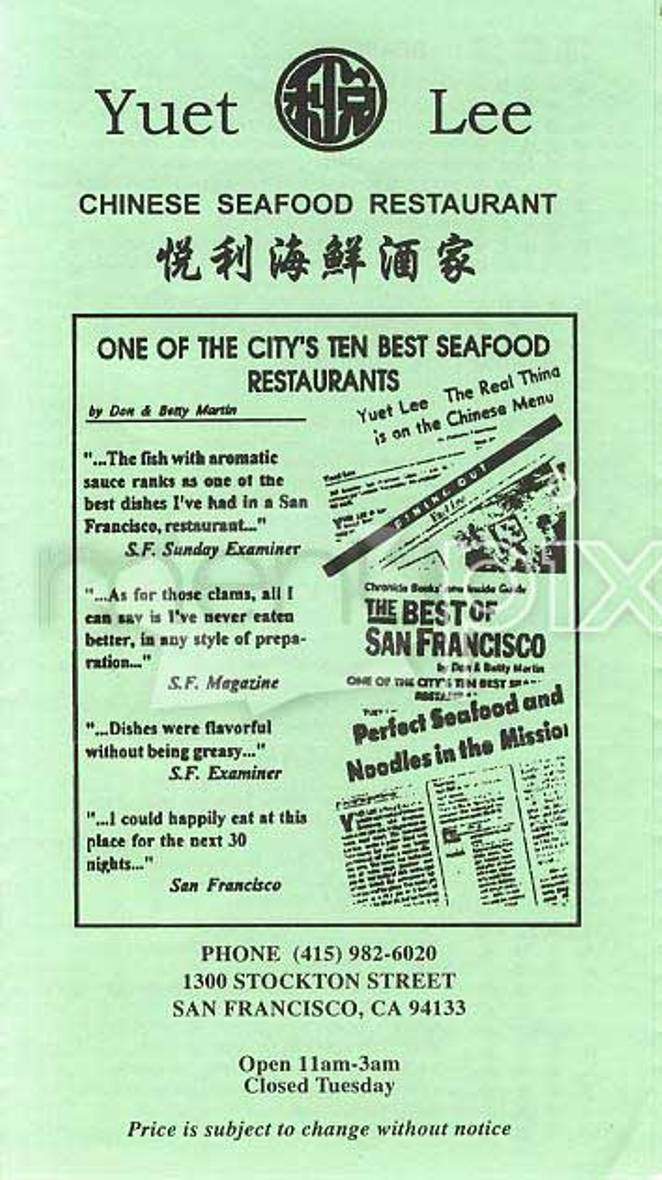 Yuet Lee
CHINESE SEAFOOD RESTAURANT
悦利海鮮酒家
ONE OF THE CITY'S TEN BEST SEAFOOD
RESTAURANTS
by Don & Betty Martin
"...The fish with aromatic
sauce ranks as one of the
best dishes I've had in a San
Francisco, restaurant..."
S.F. Sunday Examiner
"...As for those clams, all I
can say is I've never eaten
better, in any style of prepa-
ration..."
S.F. Magazine
"...Dishes were flavorful
without being greasy..."
S.F. Examiner
"...I could happily eat at this
place for the next 30
nights..."
San Francisco
Yuet Lee The Real Thing
is on the Chinese Menu
DINING OUT
Chronicle Books' new Inside Guide
THE BEST OF
SAN FRANCISCO
by Don & Betty Martin
ONE OF THE CITY'S TEN BEST
Perfect Seafood and
Noodles in the Mission
PHONE (415) 982-6020
1300 STOCKTON STREET
SAN FRANCISCO, CA 94133
Open 11am-3am
Closed Tuesday
Price is subject to change without notice
menupix